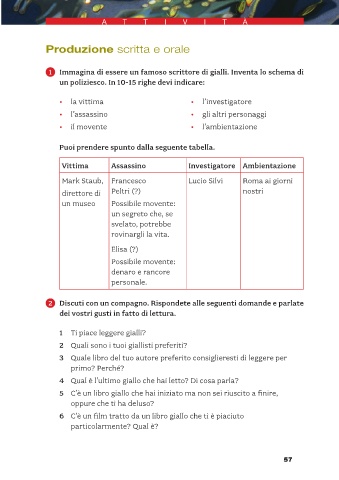 ATTIVITÀ
Produzione scritta e orale
1 Immagina di essere un famoso scrittore di gialli. Inventa lo schema di
un poliziesco. In 10-15 righe devi indicare:
• la vittima
• l'investigatore
• l'assassino
• gli altri personaggi
• il movente
• l'ambientazione
Puoi prendere spunto dalla seguente tabella.
Vittima Assassino Investigatore Ambientazione
Mark Staub, Francesco Lucio Silvi Roma ai giorni
direttore di Peltri (?) nostri
un museo Possibile movente:
un segreto che, se
svelato, potrebbe
rovinargli la vita.
Elisa (?)
Possibile movente:
denaro e rancore
personale.
2 Discuti con un compagno. Rispondete alle seguenti domande e parlate
dei vostri gusti in fatto di lettura.
1 Ti piace leggere gialli?
2 Quali sono i tuoi giallisti preferiti?
3 Quale libro del tuo autore preferito consiglieresti di leggere per
primo? Perché?
4 Qual è l'ultimo giallo che hai letto? Di cosa parla?
5 C'è un libro giallo che hai iniziato ma non sei riuscito a finire,
oppure che ti ha deluso?
6 C'è un film tratto da un libro giallo che ti è piaciuto
particolarmente? Qual è?
57